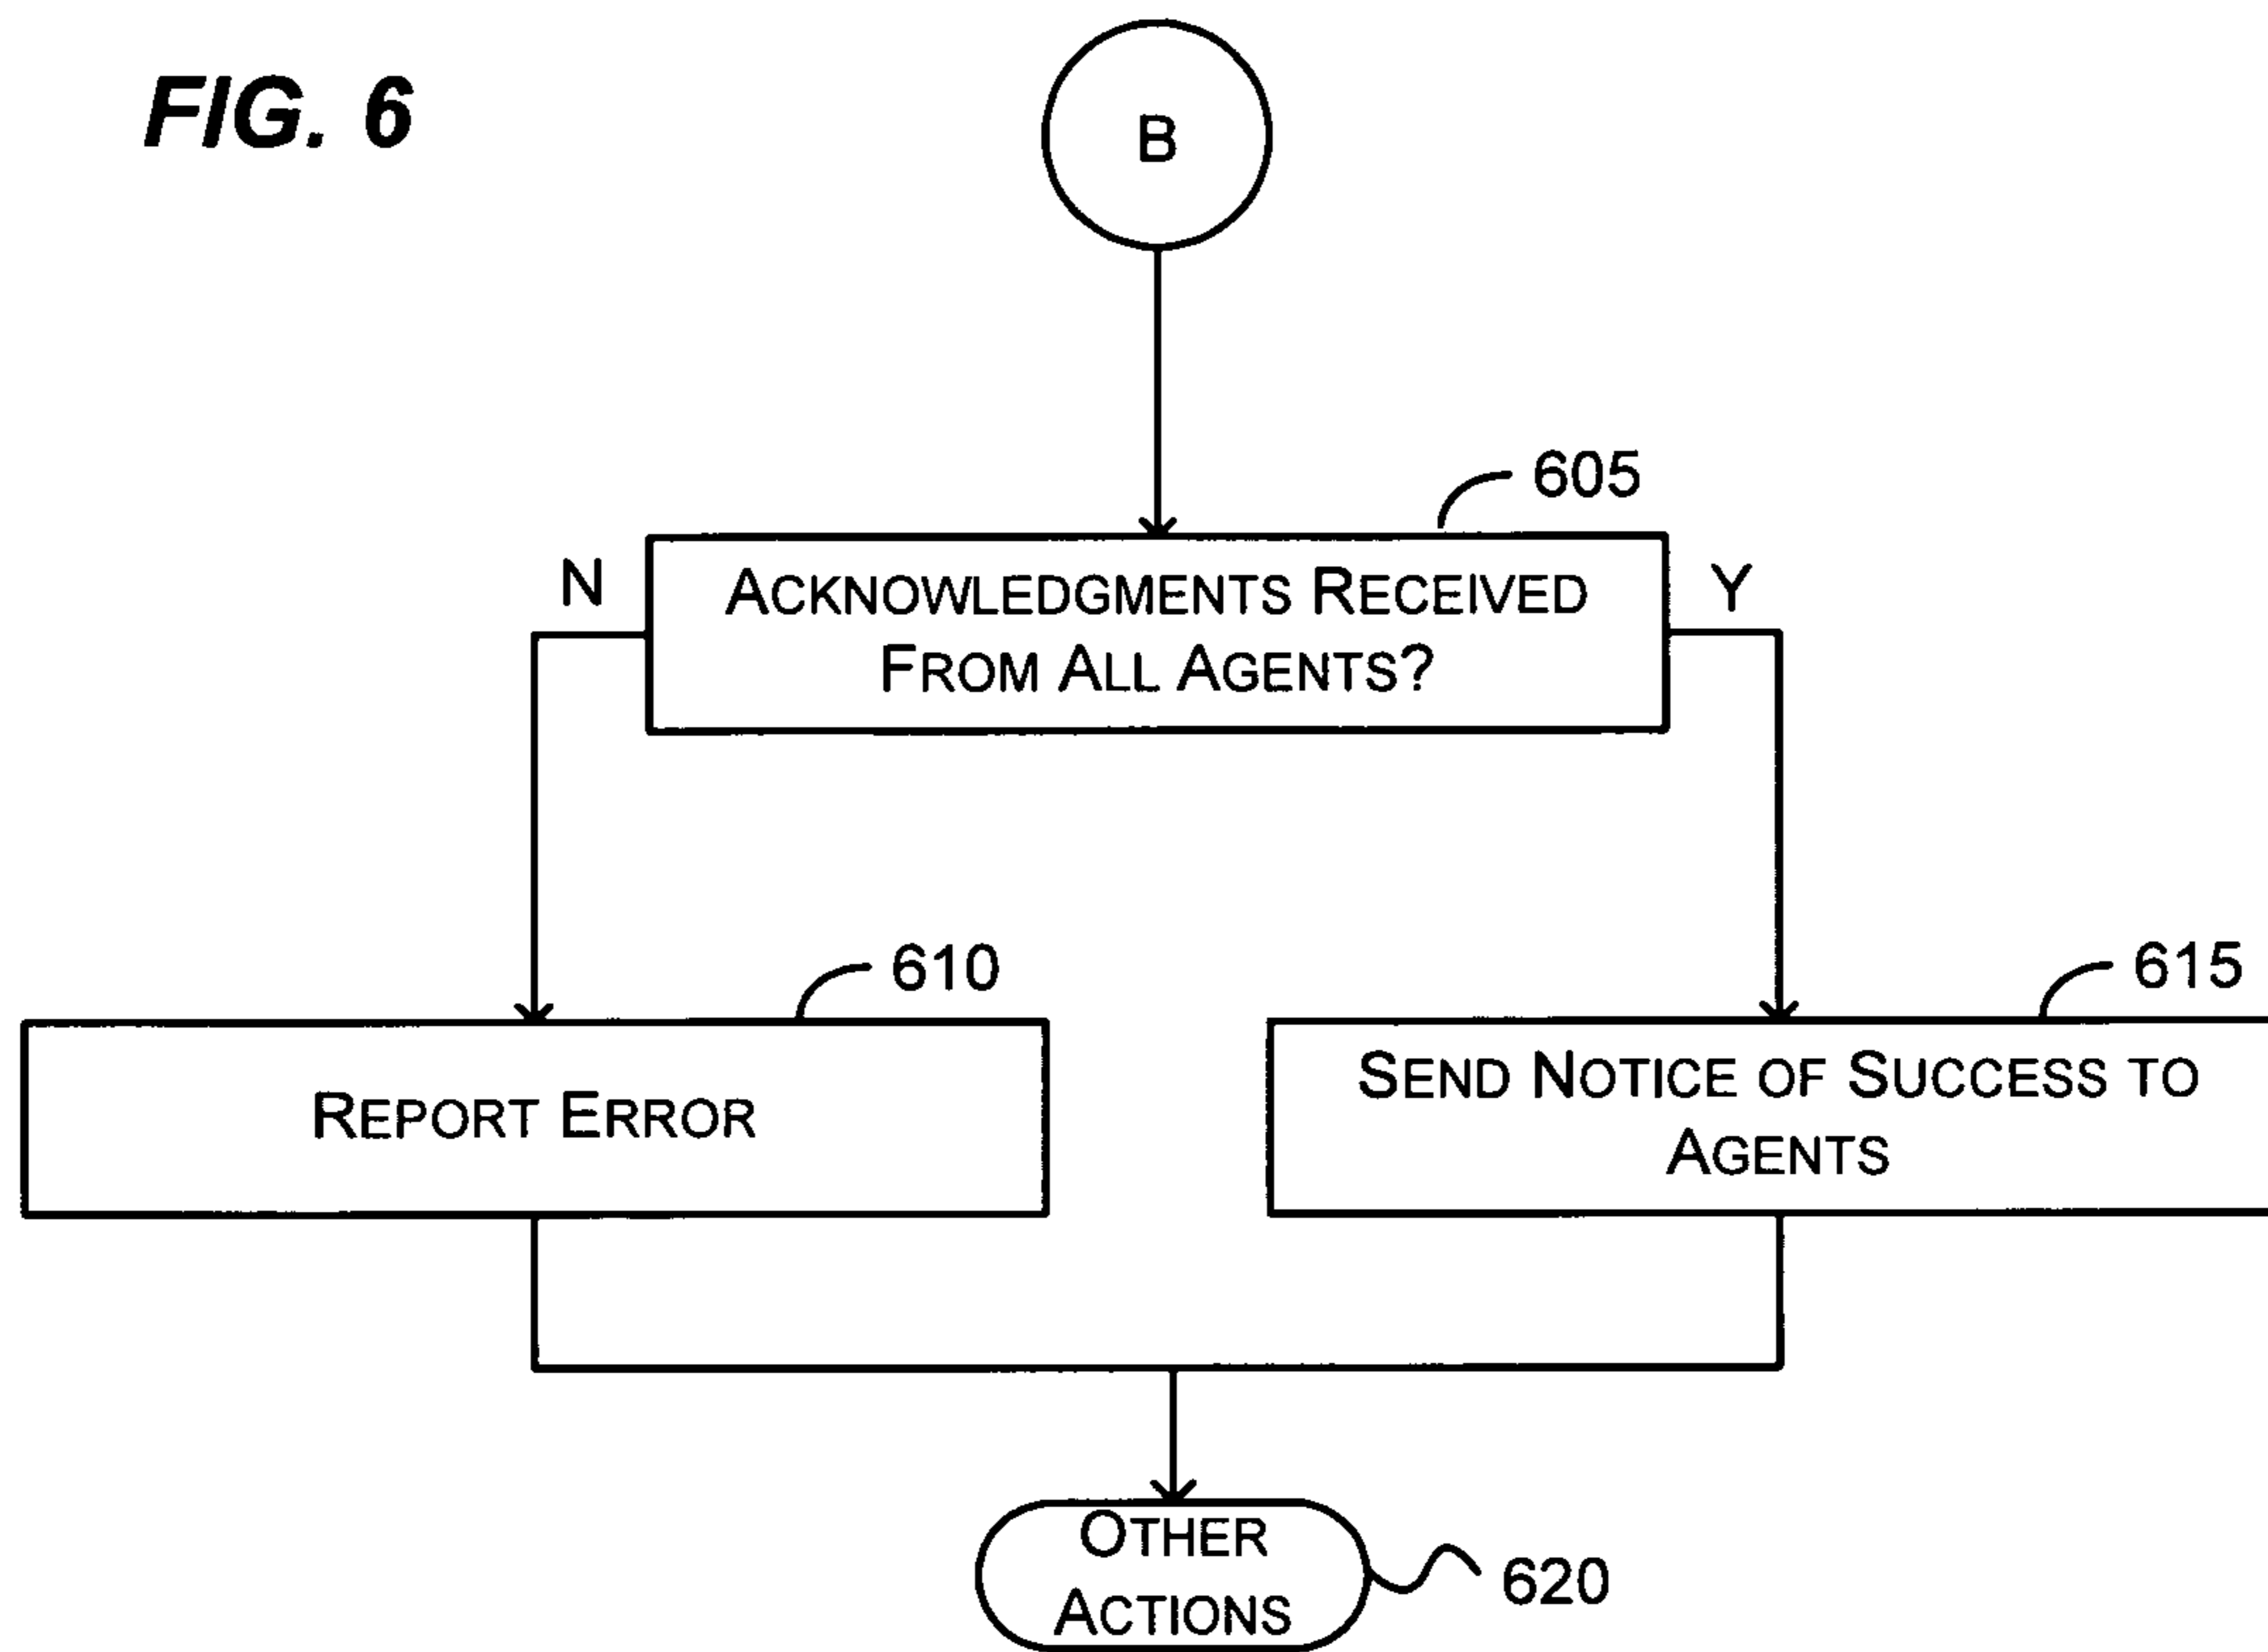 FIG. 6
B
605
N
ACKNOWLEDGMENTS RECEIVED
FROM ALL AGENTS?
Y
610
615
REPORT ERROR
SEND NOTICE OF SUCCESS TO
AGENTS
OTHER
ACTIONS
620